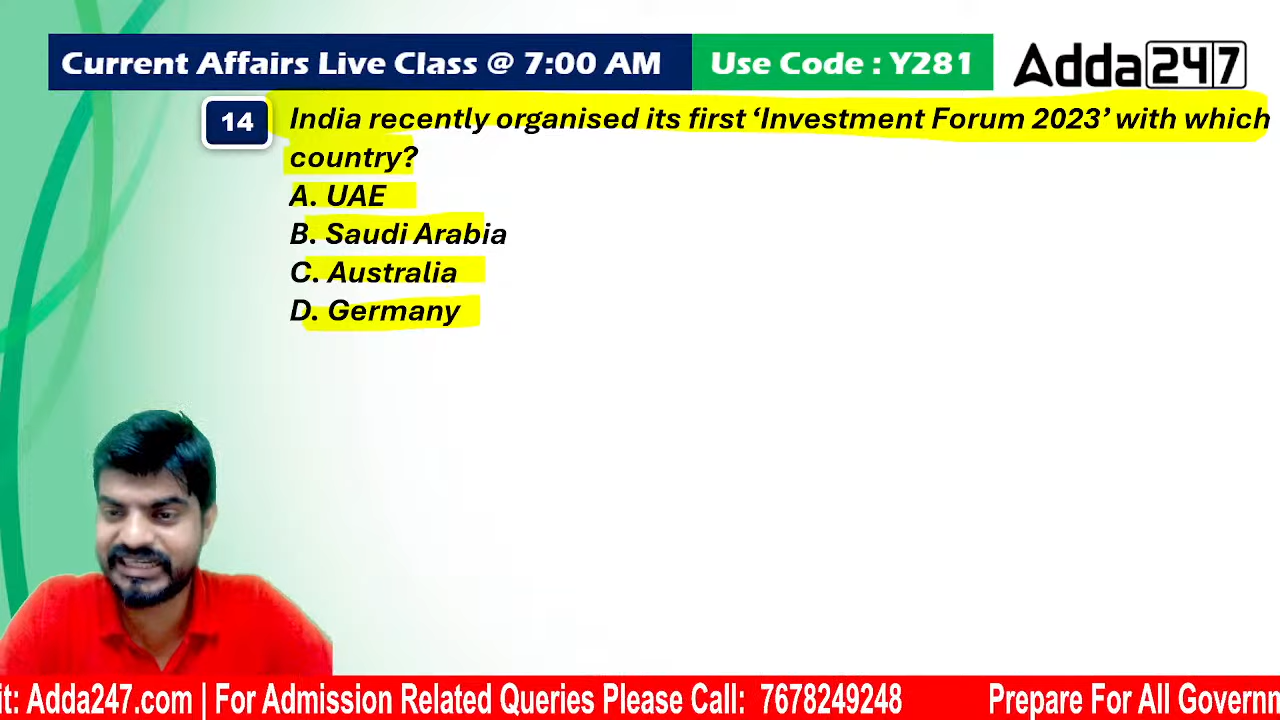 Current Affairs Live Class @ 7:00 AM
Use Code : Y281
Adda247
14
India recently organised its first ‘Investment Forum 2023’ with which
country?
A. UAE
B. Saudi Arabia
C. Australia
D. Germany
it: Adda247.com | For Admission Related Queries Please Call: 7678249248 Prepare For All Governm